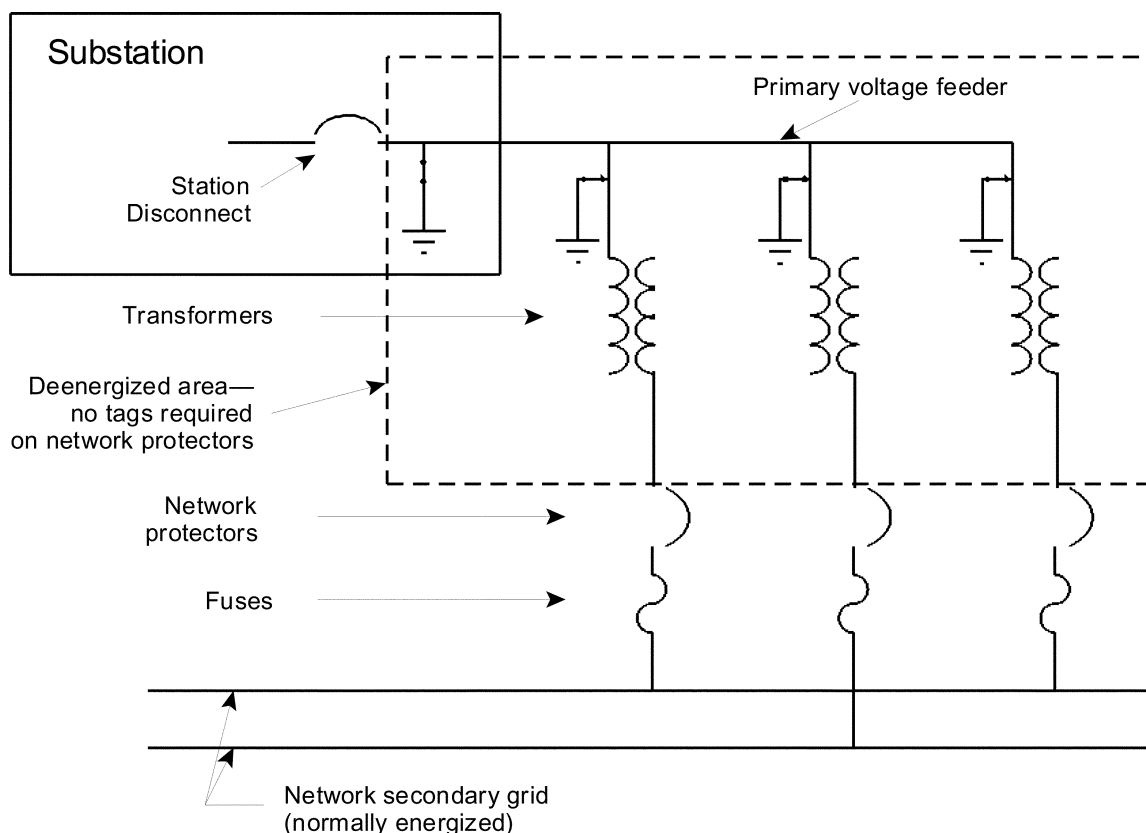 Substation
Primary voltage feeder
Station
Disconnect
Transformers
Deenergized area—
no tags required
on network protectors
Network
protectors
Fuses
Network secondary grid
(normally energized)